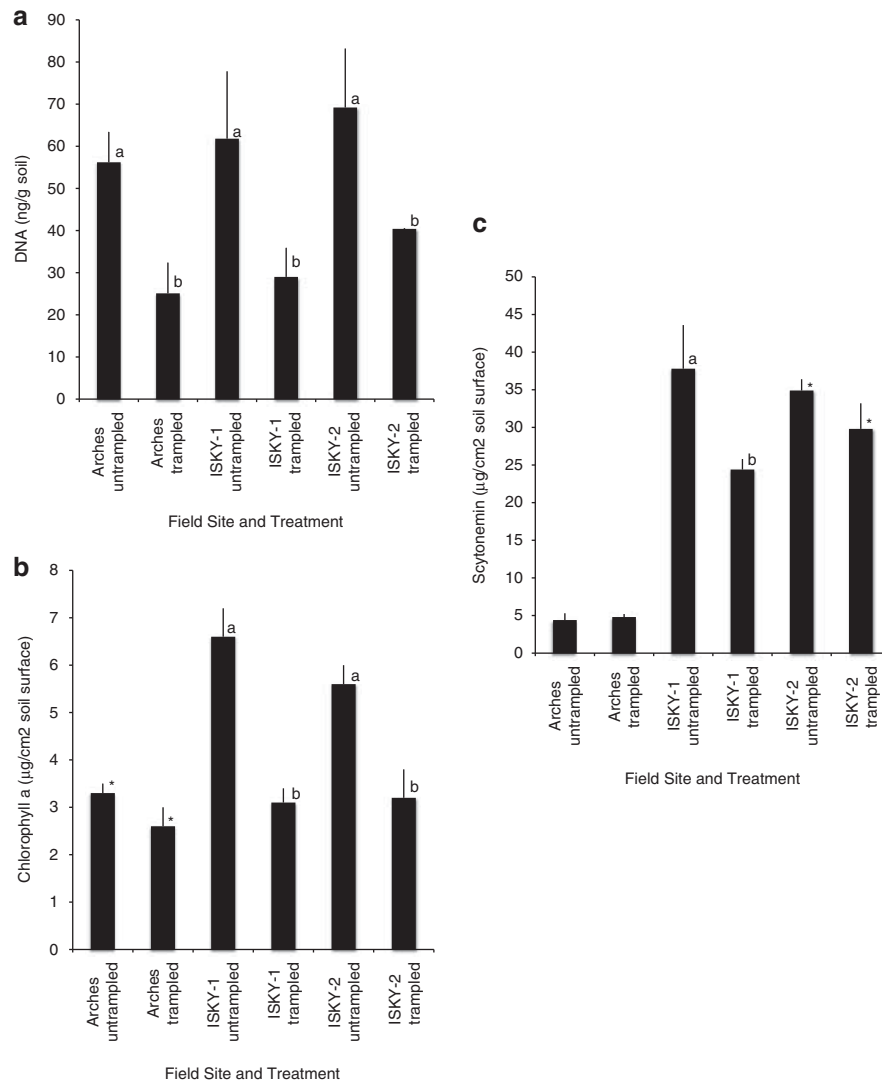 a
DNA (ng/g soil)
90
80
70
60
50
40
30
20
10
0
a
b
a
b
a
b
Arches
untrampled
Arches
trampled
ISKY-1
untrampled
ISKY-1
trampled
ISKY-2
untrampled
ISKY-2
trampled
Field Site and Treatment
b
Chlorophyll a (µg/cm2 soil surface)
8
7
6
5
4
3
2
1
0
*
*
a
b
a
b
Arches
untrampled
Arches
trampled
ISKY-1
untrampled
ISKY-1
trampled
ISKY-2
untrampled
ISKY-2
trampled
Field Site and Treatment
c
Scytonemin (µg/cm2 soil surface)
50
45
40
35
30
25
20
15
10
5
0
a
b
*
*
Arches
untrampled
Arches
trampled
ISKY-1
untrampled
ISKY-1
trampled
ISKY-2
untrampled
ISKY-2
trampled
Field Site and Treatment